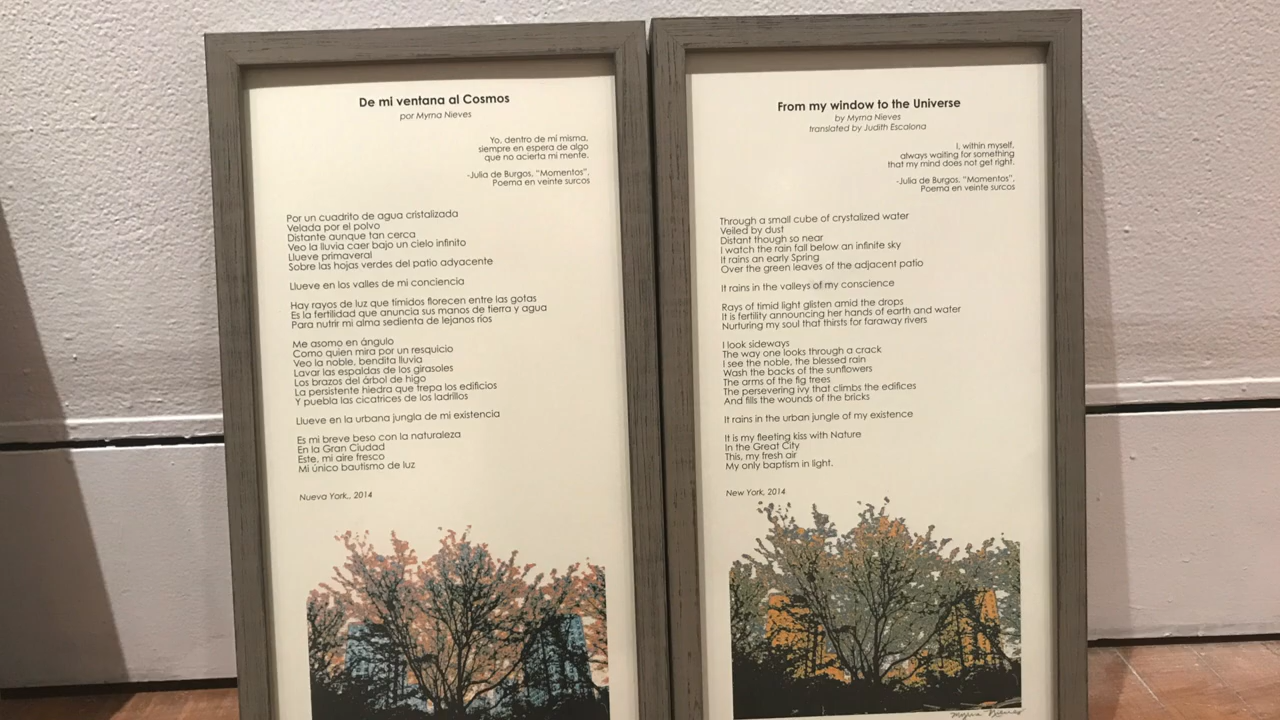 De mi ventana al Cosmos
por Myrna Nieves
Yo, dentro de mí misma,
siempre en espera de algo
que no acierta mi mente.
-Julia de Burgos, "Momentos",
Poema en veinte surcos
Por un cuadrito de agua cristalizada
Velada por el polvo
Distante aunque tan cerca
Veo la lluvia caer bajo un cielo infinito
Llueve primaveral
Sobre las hojas verdes del patio adyacente
Llueve en los valles de mi conciencia
Hay rayos de luz que tímidos florecen entre las gotas
Es la fertilidad que anuncia sus manos de tierra y agua
Para nutrir mi alma sedienta de lejanos ríos
Me asomo en ángulo
Como quien mira por un resquicio
Veo la noble, bendita lluvia
Lavar las espaldas de los girasoles
Los brazos del árbol de higo
La persistente hiedra que trepa los edificios
Y puebla las cicatrices de los ladrillos
Llueve en la urbana jungla de mi existencia
Es mi breve beso con la naturaleza
En la Gran Ciudad
Este, mi aire fresco
Mi único bautismo de luz
Nueva York, 2014
From my window to the Universe
by Myrna Nieves
translated by Judith Escalona
I, within myself,
always waiting for something
that my mind does not get right.
-Julia de Burgos, "Momentos",
Poema en veinte surcos
Through a small cube of crystalized water
Veiled by dust
Distant though so near
I watch the rain fall below an infinite sky
It rains an early Spring
Over the green leaves of the adjacent patio
It rains in the valleys of my conscience
Rays of timid light glisten amid the drops
It is fertility announcing her hands of earth and water
Nurturing my soul that thirsts for faraway rivers
I look sideways
The way one looks through a crack
I see the noble, the blessed rain
Wash the backs of the sunflowers
The arms of the fig trees
The persevering ivy that climbs the edifices
And fills the wounds of the bricks
It rains in the urban jungle of my existence
It is my fleeting kiss with Nature
In the Great City
This, my fresh air
My only baptism in light.
New York, 2014
Myrna Nieves